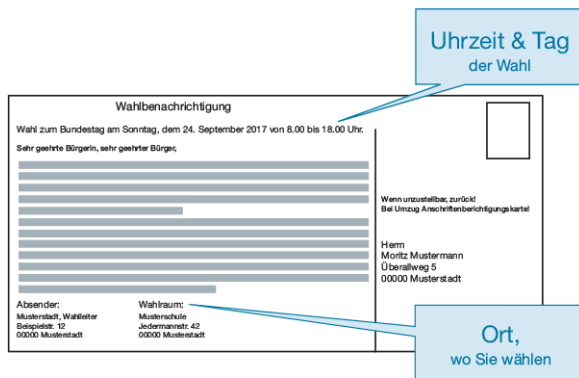 Uhrzeit & Tag
der Wahl
Wahlbenachrichtigung
Wahl zum Bundestag am Sonntag, dem 24. September 2017 von 8.00 bis 18.00 Uhr.
Sehr geehrte Bürgerin, sehr geehrter Bürger,
Wenn unzustellbar, zurück!
Bei Umzug Anschriftenberichtigungskarte!
Herrn
Moritz Mustermann
Überallweg 5
00000 Musterstadt
Absender:
Musterstadt, Wahlleiter
Beispielstr. 12
00000 Musterstadt
Wahlraum:
Musterschule
Jedermannstr. 42
00000 Musterstadt
Ort,
wo Sie wählen